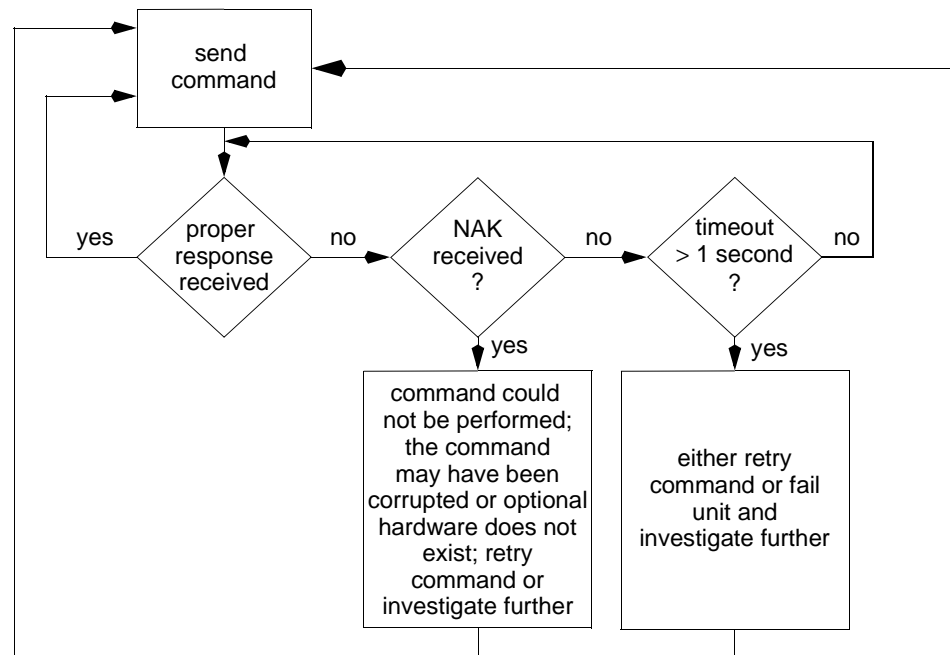 send
command
yes
proper
response
received
no
NAK
received
?
no
timeout
> 1 second
?
no
yes
yes
command could
not be performed;
the command
may have been
corrupted or optional
hardware does not
exist; retry
command or
investigate further
either retry
command or fail
unit and
investigate further